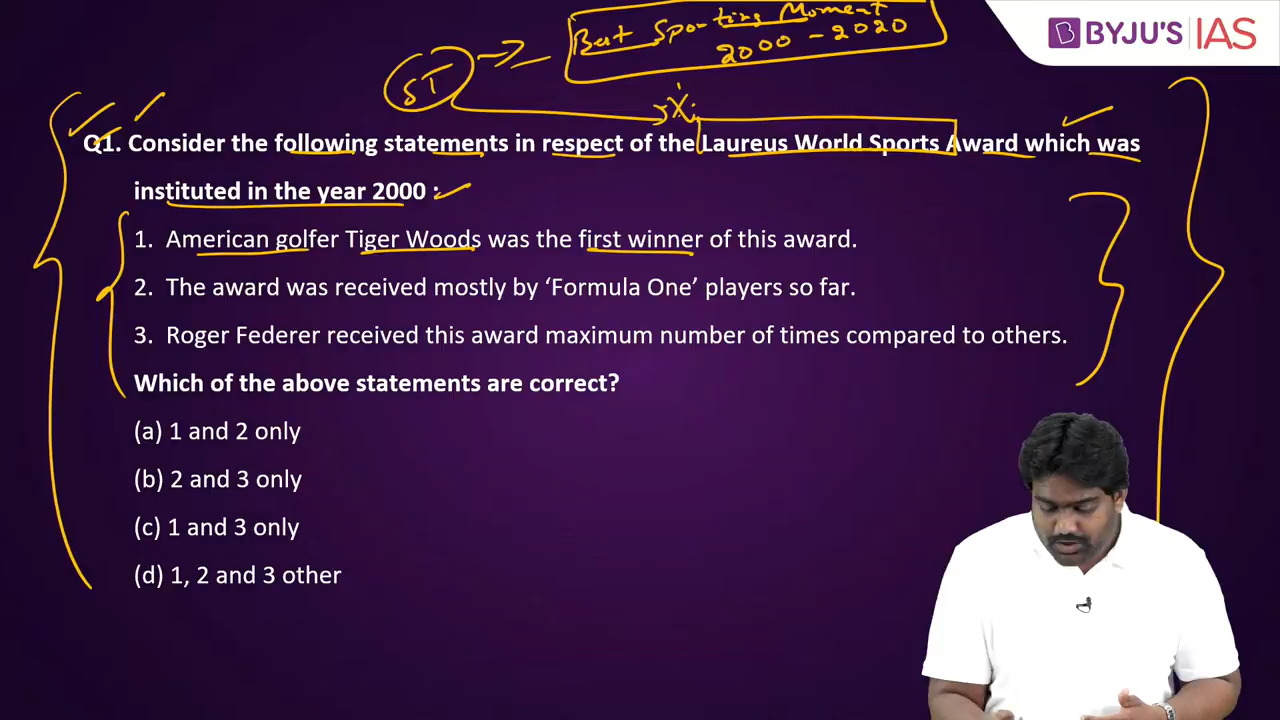 Best Sporting Moment
2000 - 2020
ST
BYJU'S IAS
Q1. Consider the following statements in respect of the Laureus World Sports Award which was
instituted in the year 2000 :
1. American golfer Tiger Woods was the first winner of this award.
2. The award was received mostly by ‘Formula One’ players so far.
3. Roger Federer received this award maximum number of times compared to others.
Which of the above statements are correct?
(a) 1 and 2 only
(b) 2 and 3 only
(c) 1 and 3 only
(d) 1, 2 and 3 other